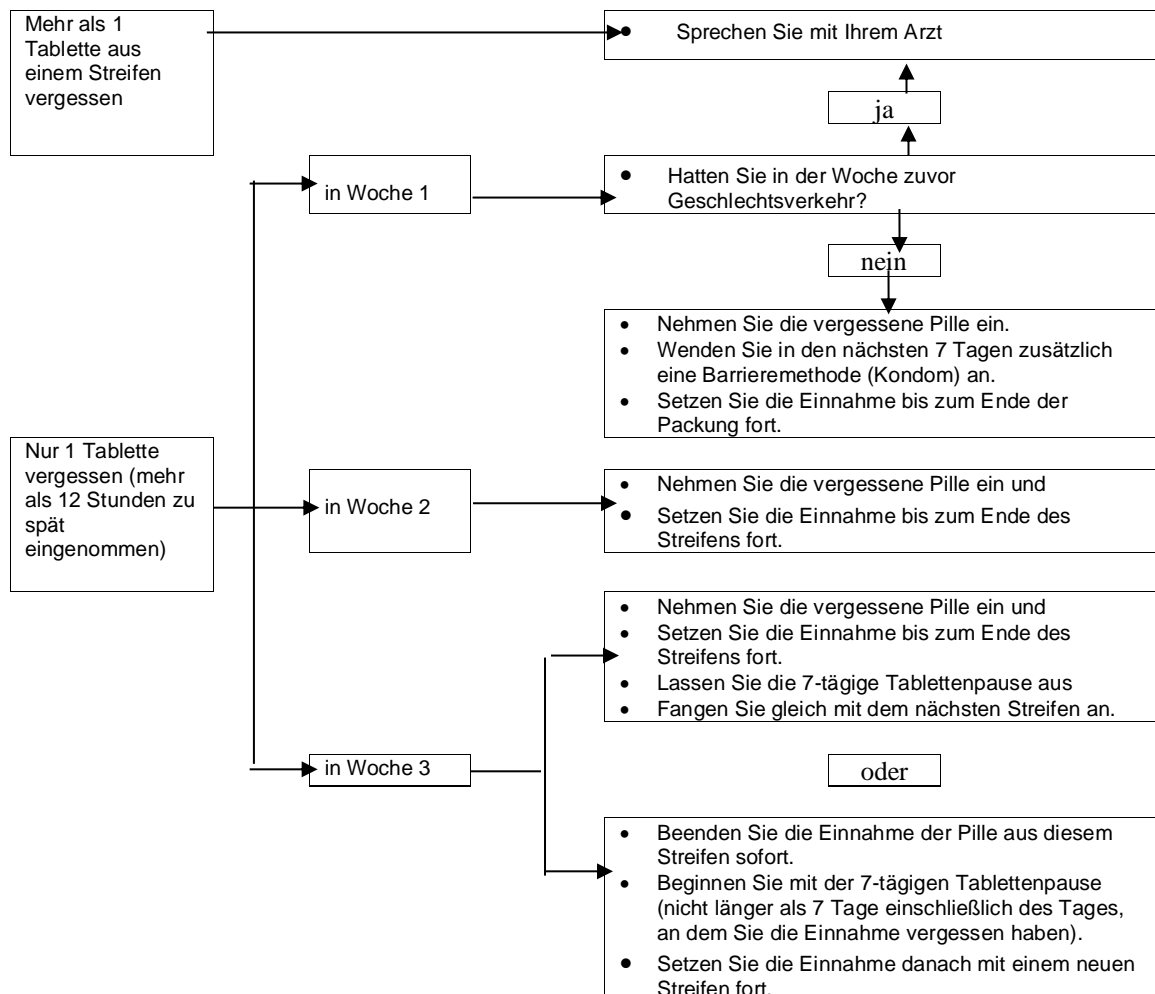 Mehr als 1
Tablette aus
einem Streifen
vergessen
• Sprechen Sie mit Ihrem Arzt
ja
in Woche 1
• Hatten Sie in der Woche zuvor
Geschlechtsverkehr?
nein
• Nehmen Sie die vergessene Pille ein.
• Wenden Sie in den nächsten 7 Tagen zusätzlich
eine Barrieremethode (Kondom) an.
• Setzen Sie die Einnahme bis zum Ende der
Packung fort.
Nur 1 Tablette
vergessen (mehr
als 12 Stunden zu
spät
eingenommen)
in Woche 2
• Nehmen Sie die vergessene Pille ein und
• Setzen Sie die Einnahme bis zum Ende des
Streifens fort.
• Nehmen Sie die vergessene Pille ein und
• Setzen Sie die Einnahme bis zum Ende des
Streifens fort.
• Lassen Sie die 7-tägige Tablettenpause aus
• Fangen Sie gleich mit dem nächsten Streifen an.
in Woche 3
oder
• Beenden Sie die Einnahme der Pille aus diesem
Streifen sofort.
• Beginnen Sie mit der 7-tägigen Tablettenpause
(nicht länger als 7 Tage einschließlich des Tages,
an dem Sie die Einnahme vergessen haben).
• Setzen Sie die Einnahme danach mit einem neuen
Streifen fort.